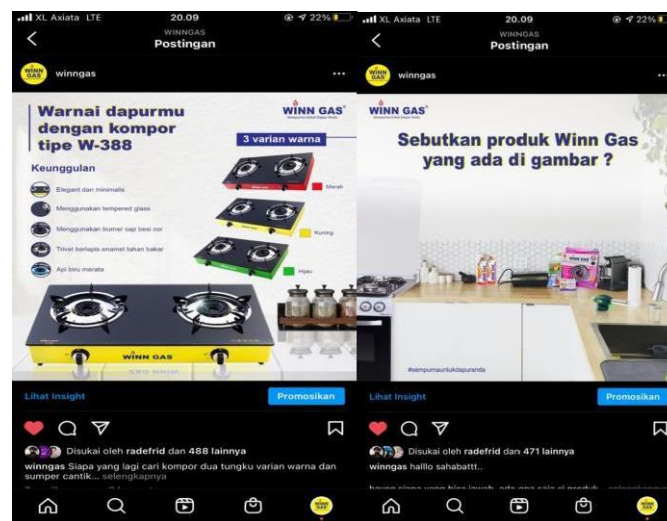 XL Axiata LTE 20.09 22%
WINNGAS
Postingan
WINN GAS
winngas
WINN GAS
Warnai dapurmu
dengan kompor
tipe W-388
3 varian warna
Keunggulan
Elegant dan minimalis
Menggunakan tempered glass
Menggunakan burner cap besi cor
Trivet berlapis enamel tahan bakar
Api biru merata
Merah
Kuning
Hijau
WINN GAS
Lihat Insight
Promosikan
Disukai oleh radefrid dan 488 lainnya
winngas Siapa yang lagi cari kompor dua tungku varian warna dan
sumper cantik... selengkapnya
XL Axiata LTE 20.09 22%
WINNGAS
Postingan
WINN GAS
winngas
WINN GAS
Sebutkan produk Winn Gas
yang ada di gambar ?
#sempurnauntukdapuranda
Lihat Insight
Promosikan
Disukai oleh radefrid dan 471 lainnya
winngas halllo sahabattt..